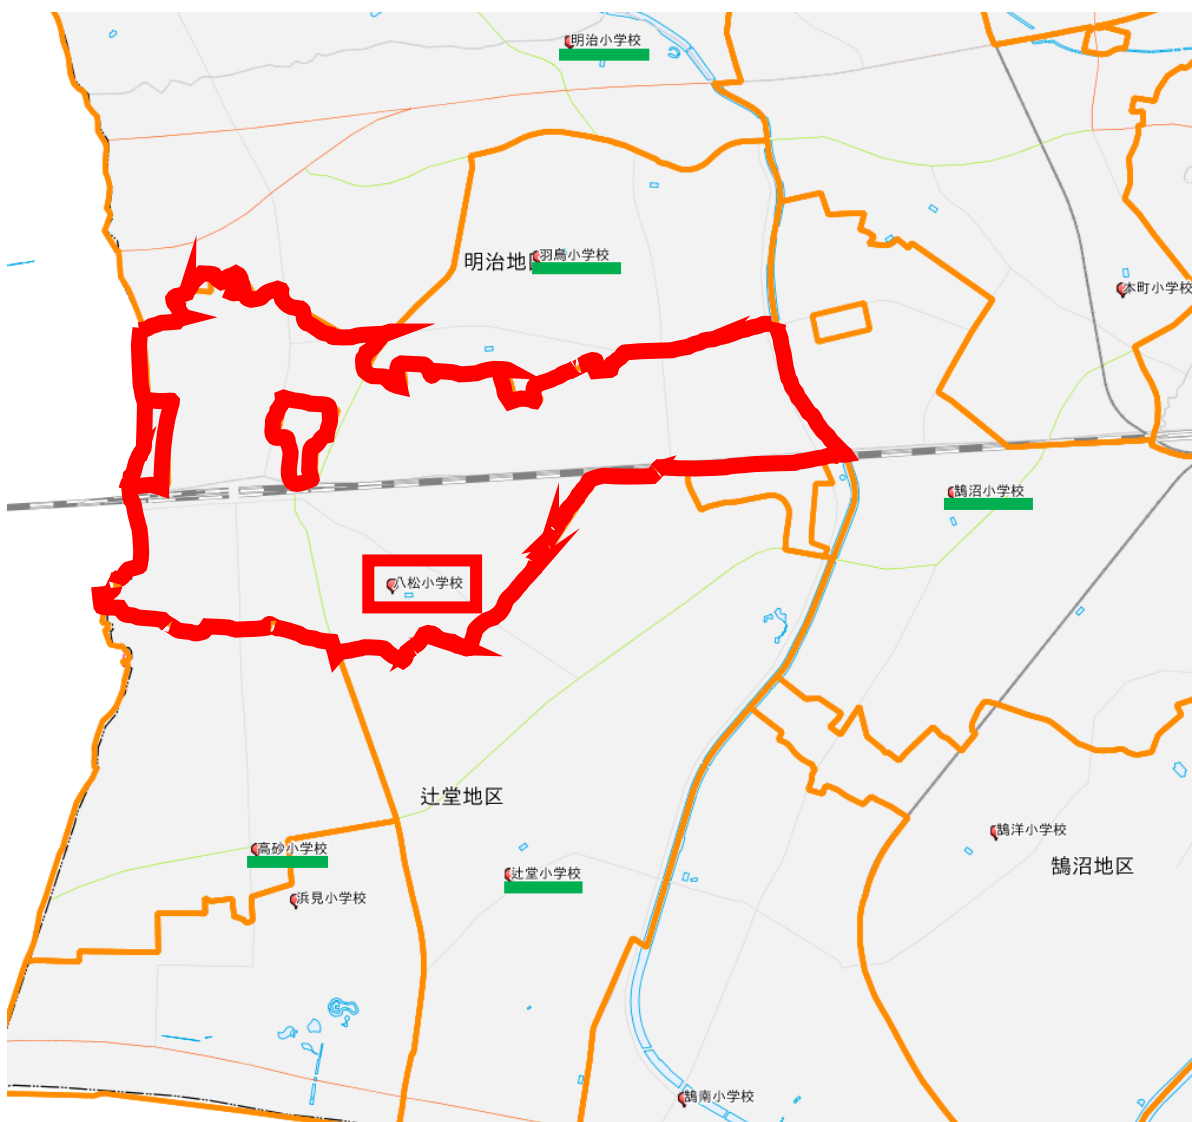 明治小学校
明治地区
羽鳥小学校
本町小学校
鵠沼小学校
八松小学校
辻堂地区
鵠洋小学校
高砂小学校
鵠沼地区
辻堂小学校
浜見小学校
鵠南小学校